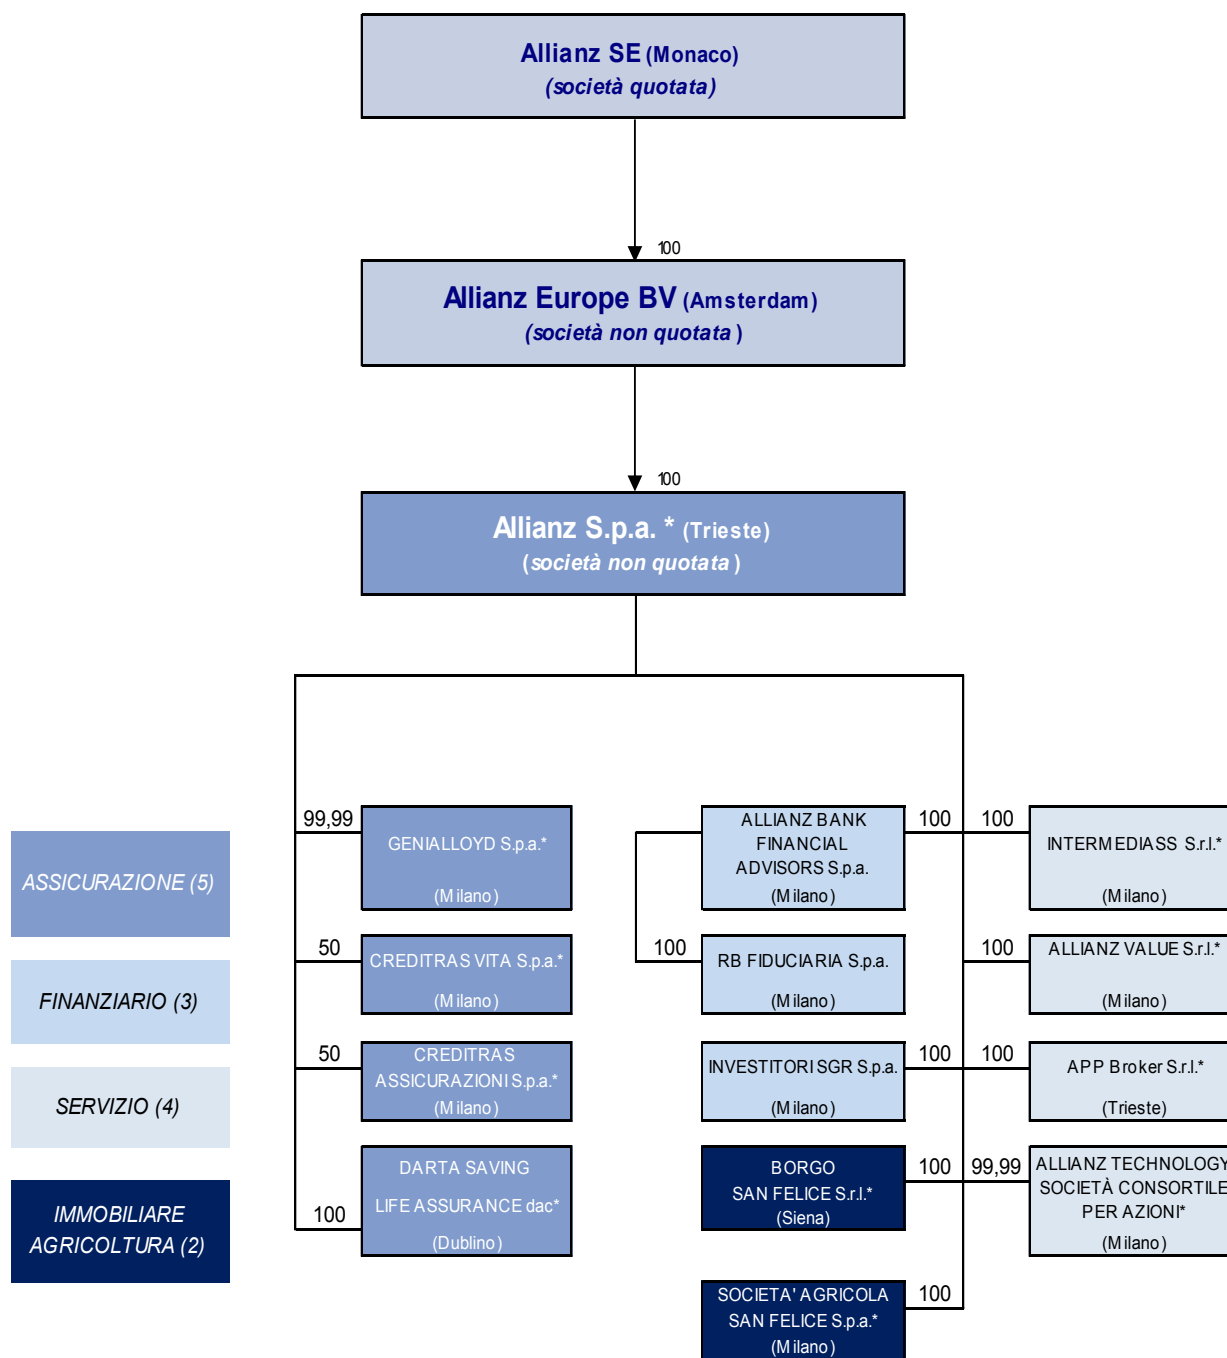 Allianz SE (Monaco)
(società quotata)
100
Allianz Europe BV (Amsterdam)
(società non quotata )
100
Allianz S.p.a. * (Trieste)
(società non quotata )
ASSICURAZIONE (5)
FINANZIARIO (3)
SERVIZIO (4)
IMMOBILIARE
AGRICOLTURA (2)
99,99
GENIALLOYD S.p.a.*
(Milano)
50
CREDITRAS VITA S.p.a.*
(Milano)
50
CREDITRAS
ASSICURAZIONI S.p.a.*
(Milano)
100
DARTA SAVING
LIFE ASSURANCE dac*
(Dublino)
ALLIANZ BANK
FINANCIAL
ADVISORS S.p.a.
(Milano)
100
100
RB FIDUCIARIA S.p.a.
(Milano)
INVESTITORI SGR S.p.a.
(Milano)
100
BORGO
SAN FELICE S.r.l.*
(Siena)
100
SOCIETA' AGRICOLA
SAN FELICE S.p.a.*
(Milano)
100
100
INTERMEDIASS S.r.l.*
(Milano)
100
ALLIANZ VALUE S.r.l.*
(Milano)
100
APP Broker S.r.l.*
(Trieste)
99,99
ALLIANZ TECHNOLOGY
SOCIETÀ CONSORTILE
PER AZIONI*
(Milano)